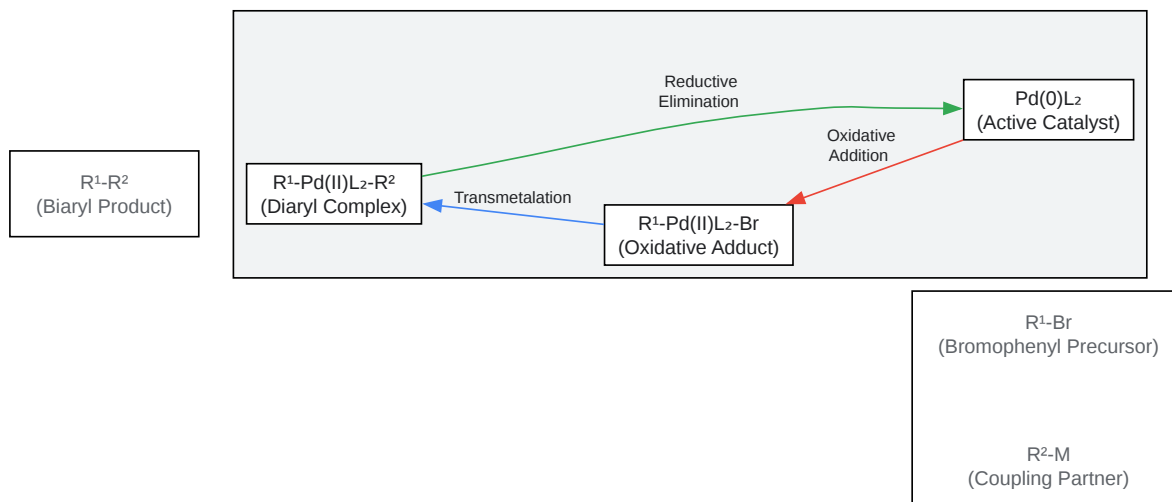 Reductive
Elimination
Pd(0)L₂
(Active Catalyst)
Oxidative
Addition
R¹-R²
(Biaryl Product)
R¹-Pd(II)L₂-R²
(Diaryl Complex)
Transmetalation
R¹-Pd(II)L₂-Br
(Oxidative Adduct)
R¹-Br
(Bromophenyl Precursor)
R²-M
(Coupling Partner)